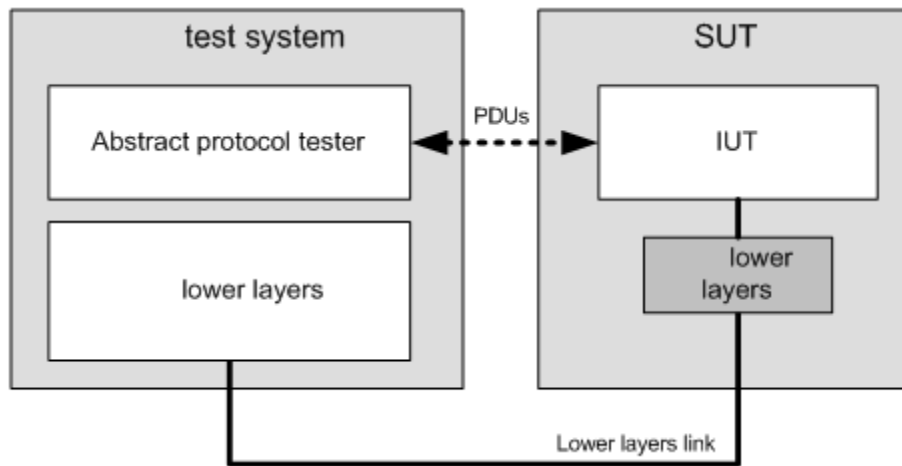 test system
Abstract protocol tester
lower layers
PDUs
SUT
IUT
lower
layers
Lower layers link